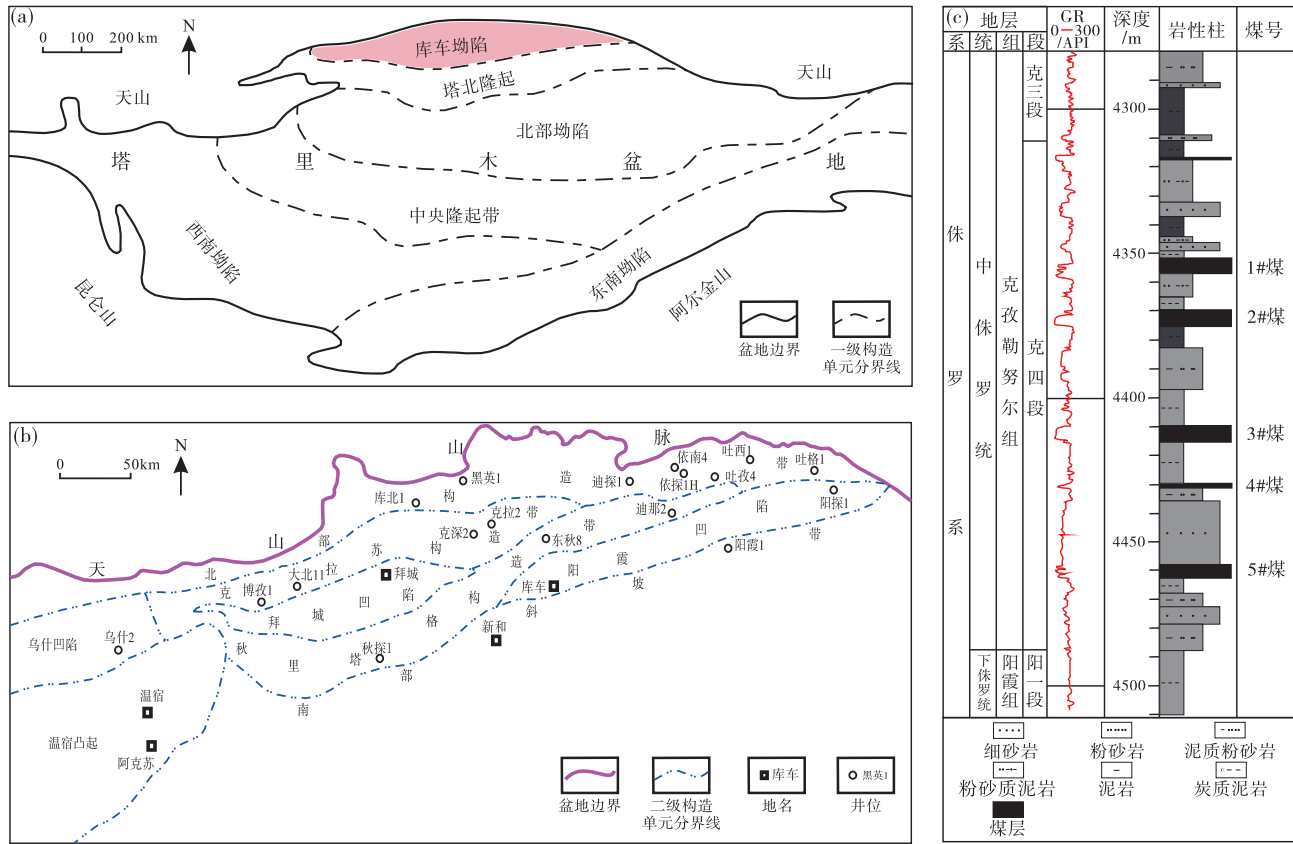 (a)
0 100 200 km
N
库车坳陷
塔北隆起
天山
天山
北部坳陷
塔 里 木 盆 地
中央隆起带
西南坳陷
东南坳陷
昆仑山
阿尔金山
盆地边界
一级构造
单元分界线
(b)
0 50km
N
天 山 山 脉
北 部 构 造 带
克 拉 苏 构 造 带
拜 城 凹 陷
秋 里 塔 格 构 造 带
阳 霞 凹 陷
南 部 斜 坡 带
乌什凹陷
温宿凸起
黑英1
库北1
克拉2
克深2
大北11
博孜1
拜城
东秋8
迪探1
依南4
依探1H
吐西1
吐孜4
吐格1
阳探1
迪那2
阳霞1
库车
新和
秋探1
乌什2
温宿
阿克苏
盆地边界
二级构造
单元分界线
库车
地名
黑英1
井位
(c)
地层
系 统 组 段
GR
0 300
/API
深度
/m
岩性柱
煤号
侏罗系
中侏罗统
克孜勒努尔组
克三段
克四段
下侏罗统
阳霞组
阳一段
4300
4350
4400
4450
4500
1#煤
2#煤
3#煤
4#煤
5#煤
细砂岩
粉砂岩
泥质粉砂岩
粉砂质泥岩
泥岩
炭质泥岩
煤层